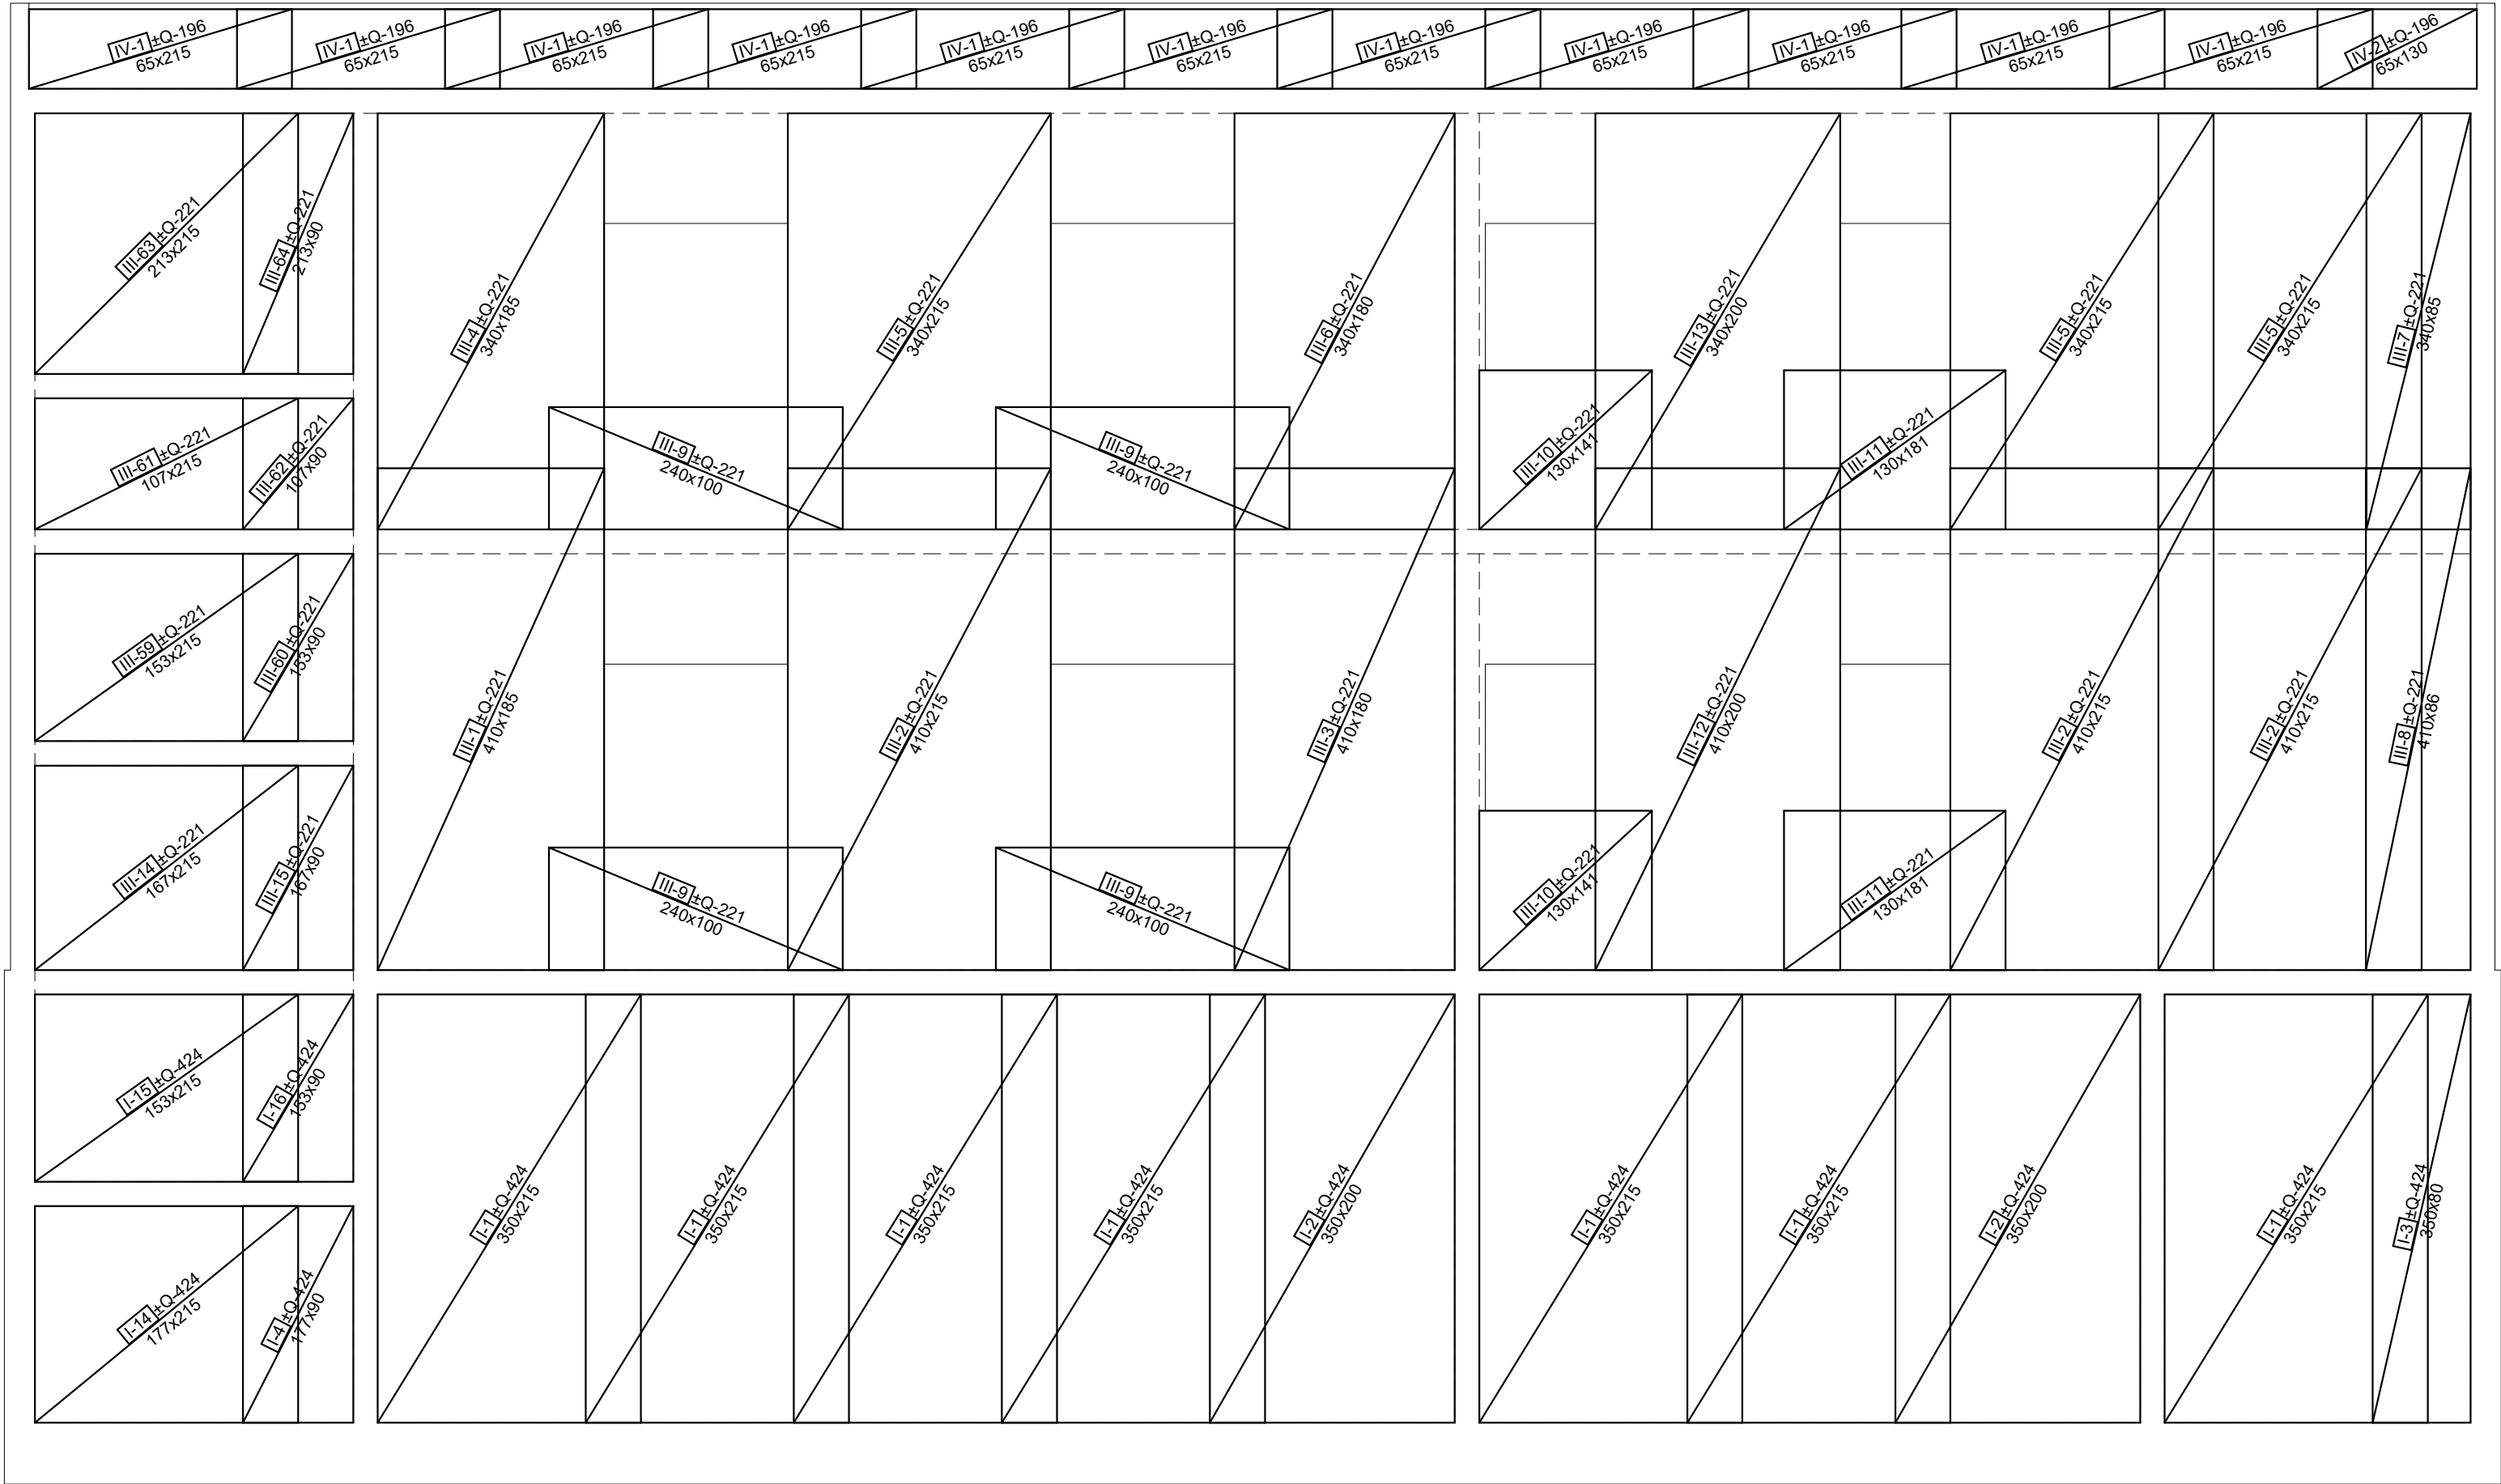 IV-1 ±Q-196
65x215
IV-1 ±Q-196
65x215
IV-1 ±Q-196
65x215
IV-1 ±Q-196
65x215
IV-1 ±Q-196
65x215
IV-1 ±Q-196
65x215
IV-1 ±Q-196
65x215
IV-1 ±Q-196
65x215
IV-1 ±Q-196
65x215
IV-1 ±Q-196
65x215
IV-1 ±Q-196
65x215
IV-2 ±Q-196
65x130
III-63 ±Q-221
213x215
III-64 ±Q-221
213x90
III-4 ±Q-221
340x185
III-5 ±Q-221
340x215
III-6 ±Q-221
340x180
III-13 ±Q-221
340x200
III-5 ±Q-221
340x215
III-5 ±Q-221
340x215
III-7 ±Q-221
340x85
III-61 ±Q-221
107x215
III-62 ±Q-221
107x90
III-9 ±Q-221
240x100
III-9 ±Q-221
240x100
III-10 ±Q-221
130x141
III-11 ±Q-221
130x181
III-59 ±Q-221
153x215
III-60 ±Q-221
153x90
III-1 ±Q-221
410x185
III-2 ±Q-221
410x215
III-3 ±Q-221
410x180
III-12 ±Q-221
410x200
III-2 ±Q-221
410x215
III-2 ±Q-221
410x215
III-8 ±Q-221
410x86
III-14 ±Q-221
167x215
III-15 ±Q-221
167x90
III-9 ±Q-221
240x100
III-9 ±Q-221
240x100
III-10 ±Q-221
130x141
III-11 ±Q-221
130x181
I-15 ±Q-424
153x215
I-16 ±Q-424
153x90
I-1 ±Q-424
350x215
I-1 ±Q-424
350x215
I-1 ±Q-424
350x215
I-1 ±Q-424
350x215
I-2 ±Q-424
350x200
I-1 ±Q-424
350x215
I-1 ±Q-424
350x215
I-2 ±Q-424
350x200
I-1 ±Q-424
350x215
I-3 ±Q-424
350x80
I-14 ±Q-424
177x215
I-4 ±Q-424
177x90